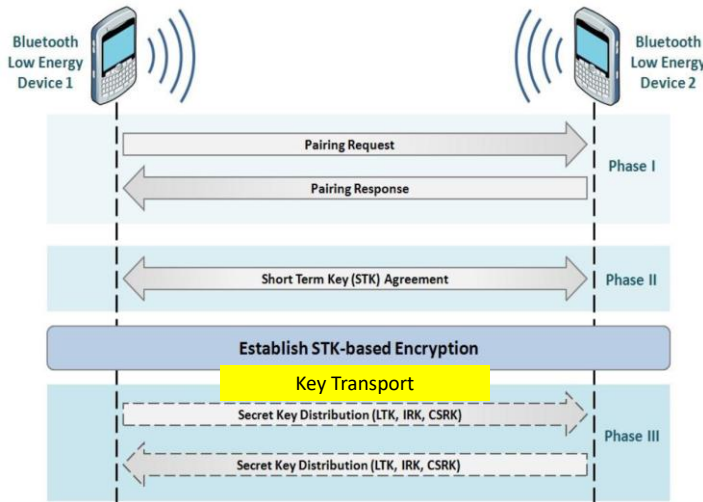 Bluetooth
Low Energy
Device 1
Bluetooth
Low Energy
Device 2
Pairing Request
Phase I
Pairing Response
Short Term Key (STK) Agreement
Phase II
Establish STK-based Encryption
Key Transport
Secret Key Distribution (LTK, IRK, CSRK)
Phase III
Secret Key Distribution (LTK, IRK, CSRK)